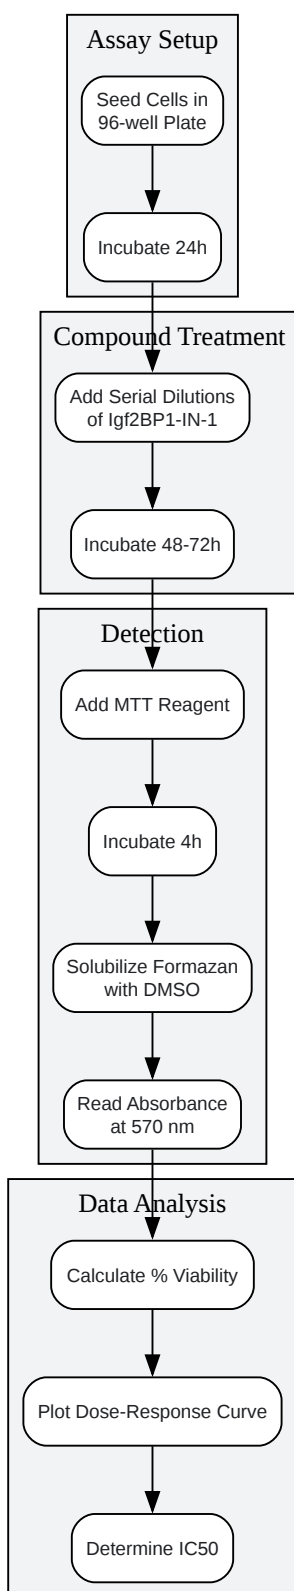 Assay Setup
Seed Cells in
96-well Plate
Incubate 24h
Compound Treatment
Add Serial Dilutions
of Igf2BP1-IN-1
Incubate 48-72h
Detection
Add MTT Reagent
Incubate 4h
Solubilize Formazan
with DMSO
Read Absorbance
at 570 nm
Data Analysis
Calculate % Viability
Plot Dose-Response Curve
Determine IC50